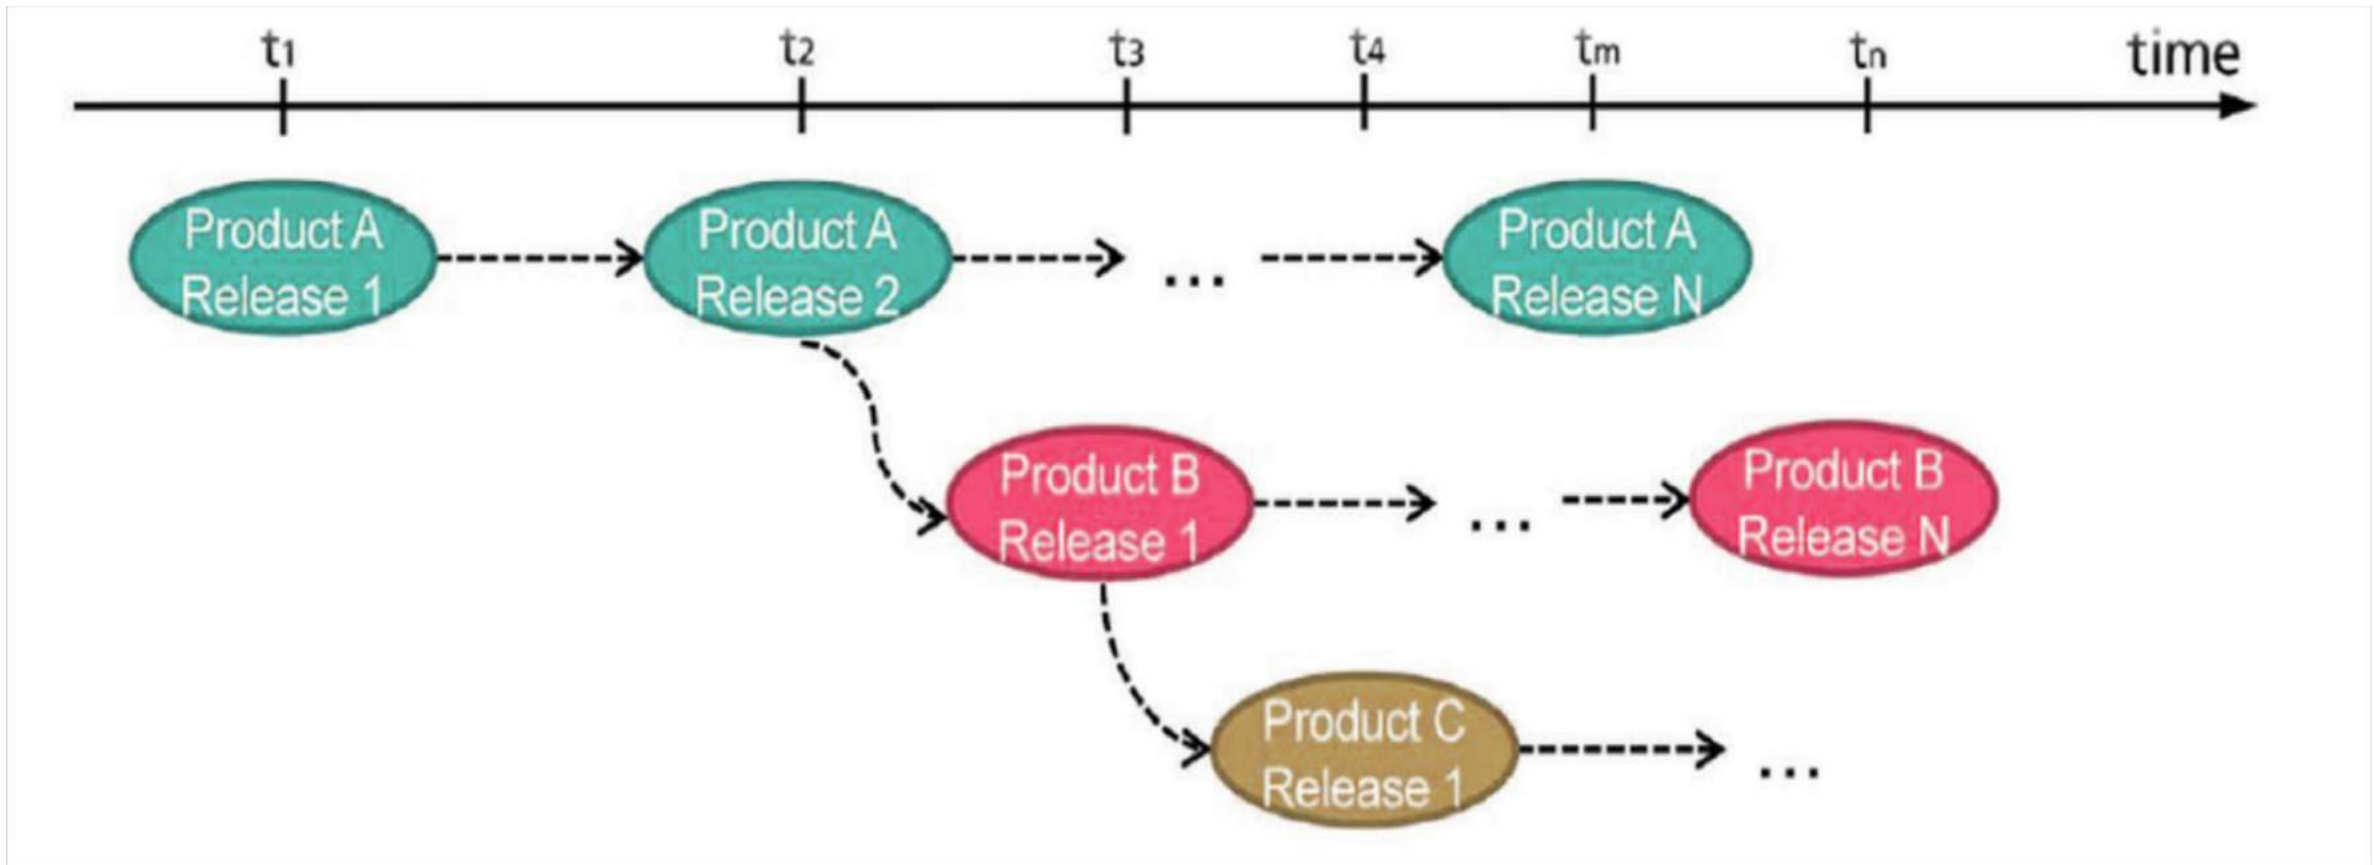 t1 t2 t3 t4 tm tn time
Product A
Release 1
Product A
Release 2
...
Product A
Release N
Product B
Release 1
...
Product B
Release N
Product C
Release 1
...